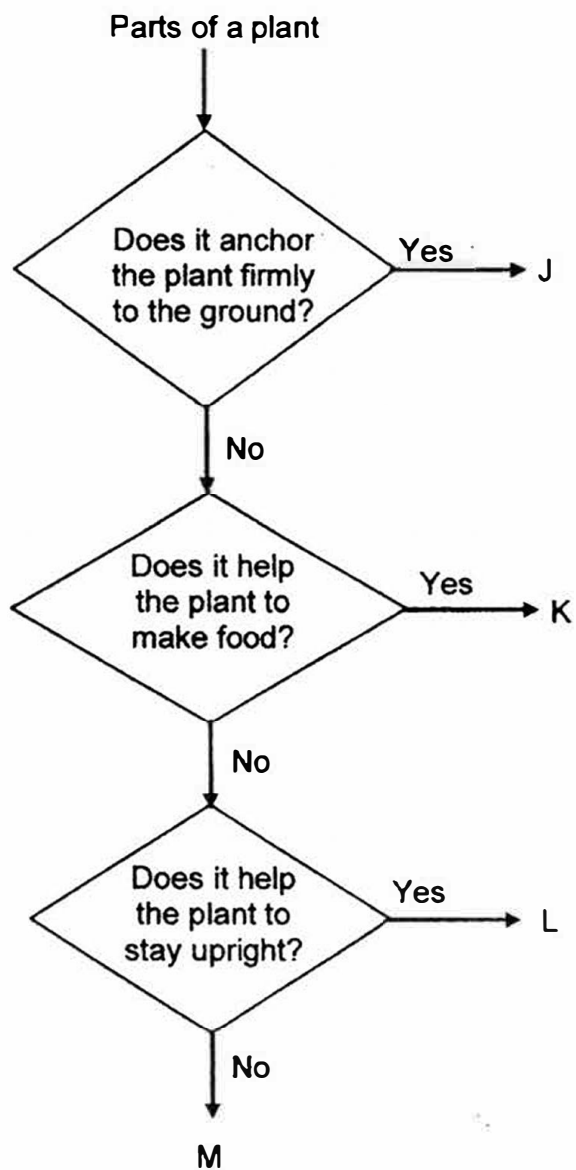 Parts of a plant
Does it anchor
the plant firmly
to the ground?
Yes
J
No
Does it help
the plant to
make food?
Yes
K
No
Does it help
the plant to
stay upright?
Yes
L
No
M